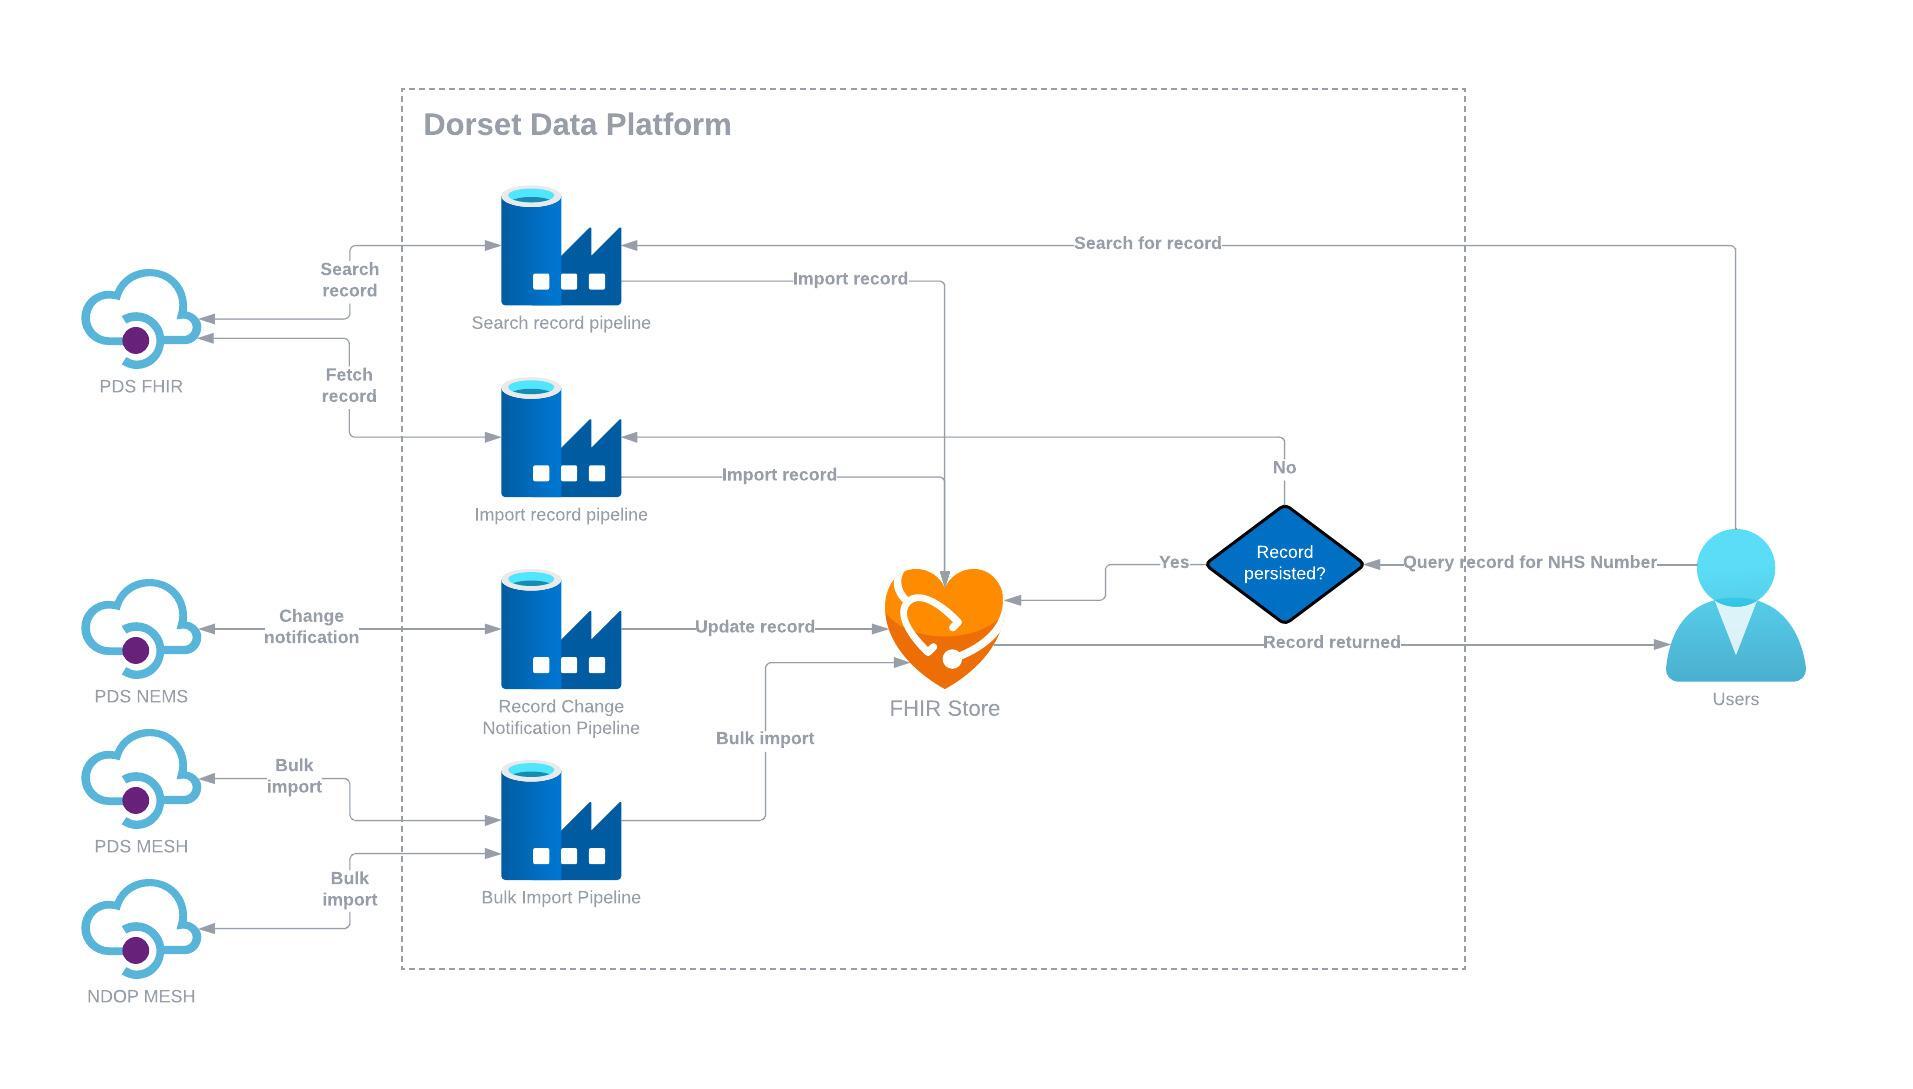 Dorset Data Platform
Search for record
Search
record
Import record
Search record pipeline
PDS FHIR
Fetch
record
No
Import record
Import record pipeline
Record
persisted?
Yes
Query record for NHS Number
Change
notification
Update record
Record returned
PDS NEMS
Record Change
Notification Pipeline
FHIR Store
Users
Bulk import
Bulk
import
PDS MESH
Bulk
import
Bulk Import Pipeline
NDOP MESH